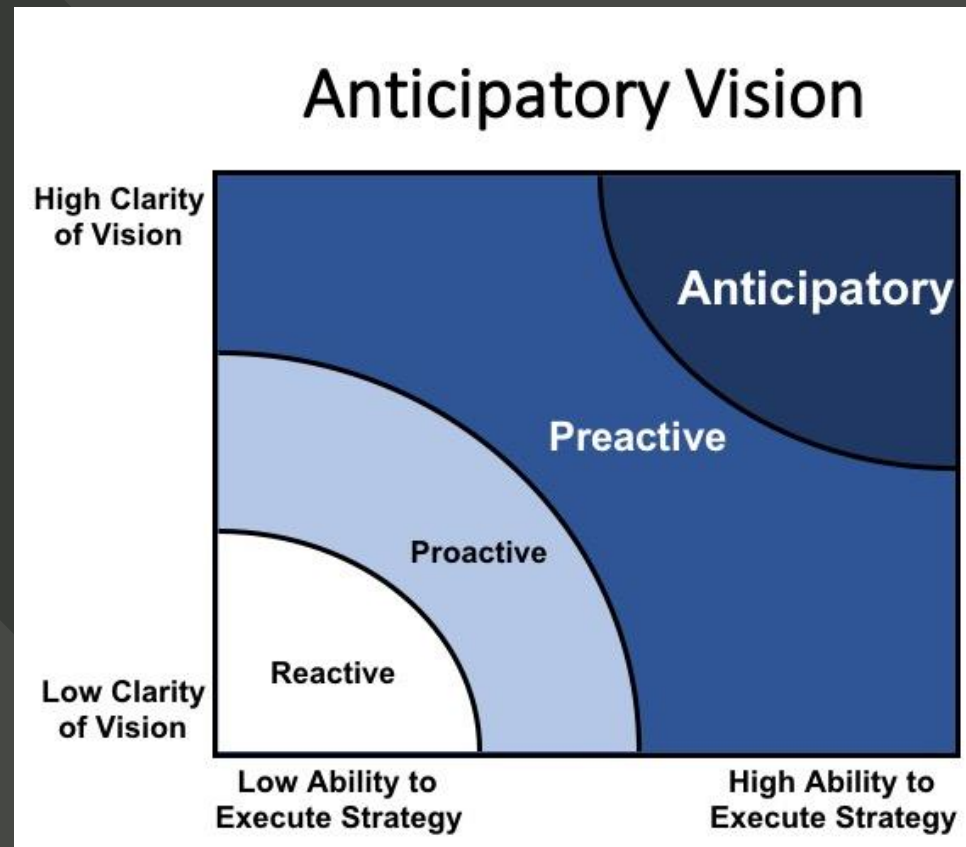 Anticipatory Vision
High Clarity
of Vision
Anticipatory
Preactive
Proactive
Reactive
Low Clarity
of Vision
Low Ability to
Execute Strategy
High Ability to
Execute Strategy